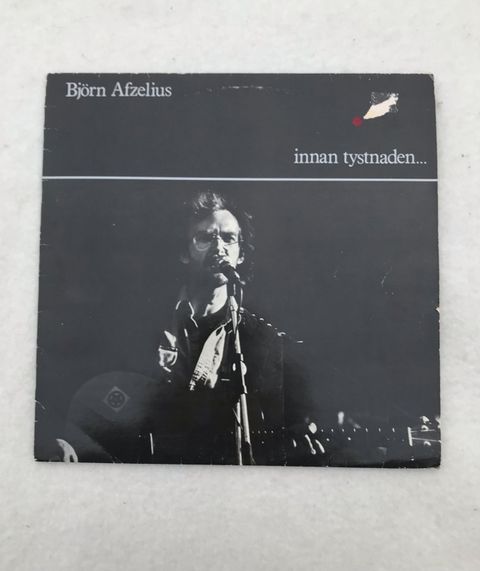 Björn Afzelius
innan tystnaden...